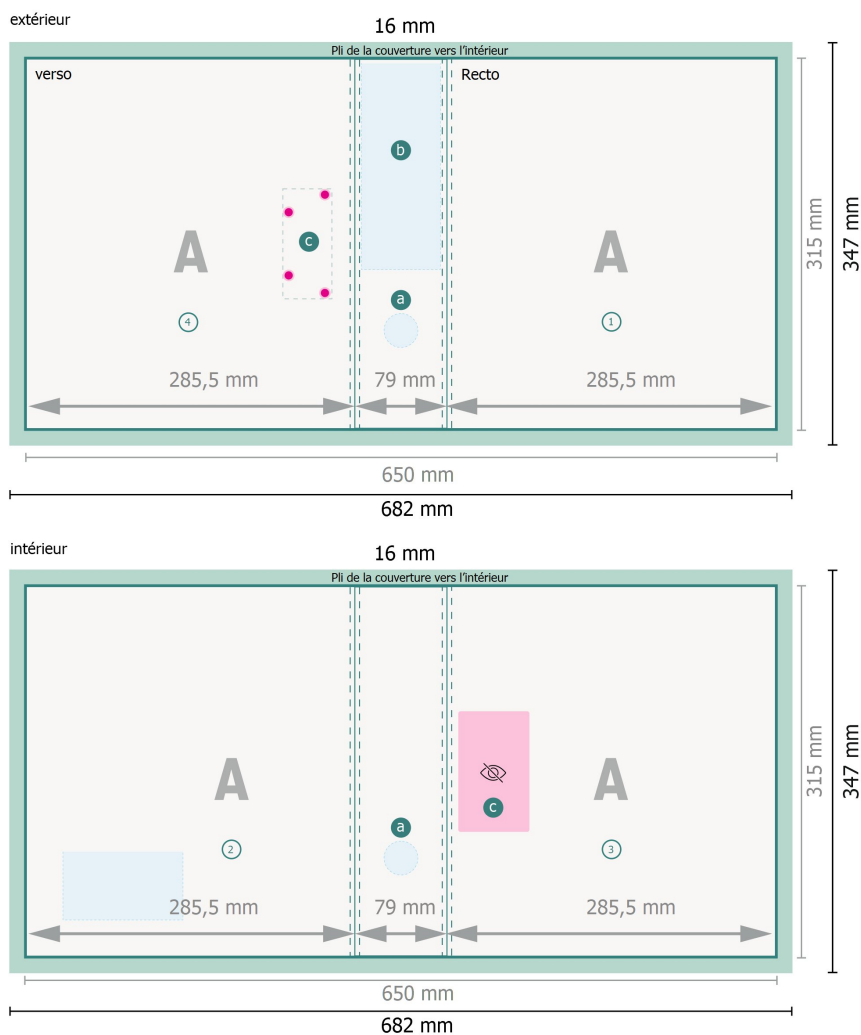 extérieur
16 mm
Pli de la couverture vers l'intérieur
verso
Recto
b
c
A
A
a
4
1
285,5 mm
79 mm
285,5 mm
315 mm
347 mm
650 mm
682 mm
intérieur
16 mm
Pli de la couverture vers l'intérieur
A
c
A
a
2
3
285,5 mm
79 mm
285,5 mm
315 mm
347 mm
650 mm
682 mm